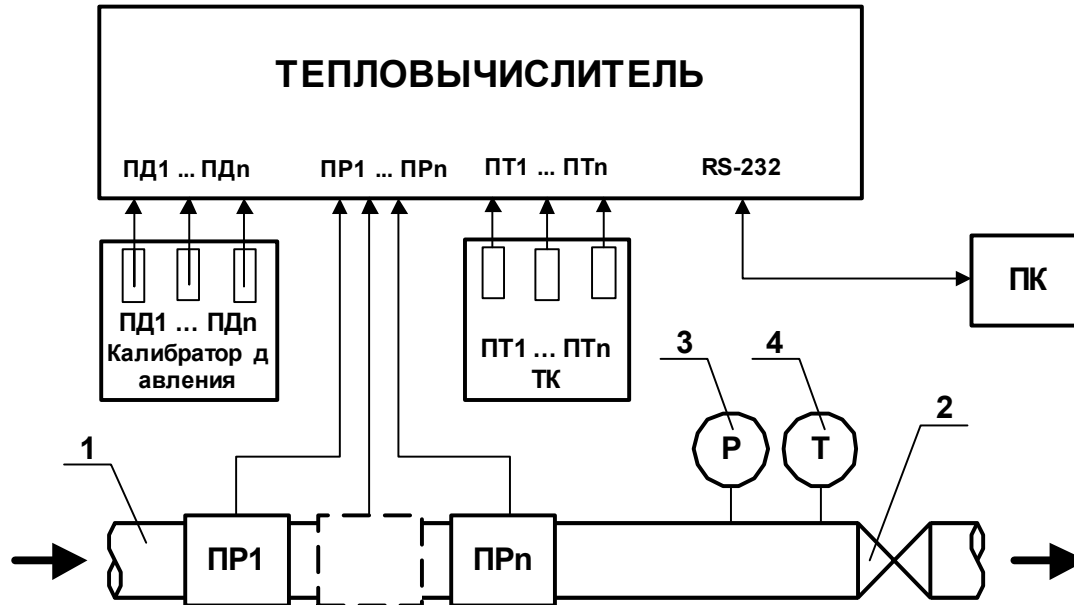 ТЕПЛОВЫЧИСЛИТЕЛЬ
ПД1 ... ПДn
ПР1 ... ПРn
ПТ1 ... ПТn
RS-232
ПД1 ... ПДn
Калибратор д
авления
ПТ1 ... ПТn
ТК
ПК
3
4
2
1
P
T
ПР1
ПРn